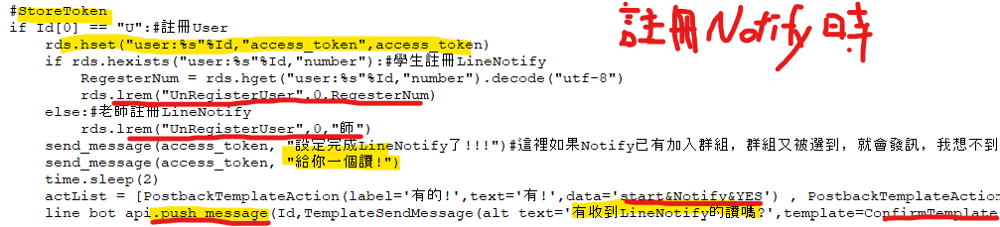 #StoreToken
if Id[0] == "U":#註冊User
rds.hset("user:%s"%Id,"access_token",access_token)
if rds.hexists("user:%s"%Id,"number"):#學生註冊LineNotify
RegesterNum = rds.hget("user:%s"%Id,"number").decode("utf-8")
rds.lrem("UnRegisterUser",0,RegesterNum)
else:#老師註冊LineNotify
rds.lrem("UnRegisterUser",0,"師")
send_message(access_token, "設定完成LineNotify了!!!")#這裡如果Notify已有加入群組，群組又被選到，就會發訊，我想不到
send_message(access_token, "給你一個讚!")
time.sleep(2)
actList = [PostbackTemplateAction(label='有的!',text='有!',data='start&Notify&YES') , PostbackTemplateAction
line bot api.push message(Id,TemplateSendMessage(alt text='有收到LineNotify的讚嗎?',template=ConfirmTemplate
註冊Notify時